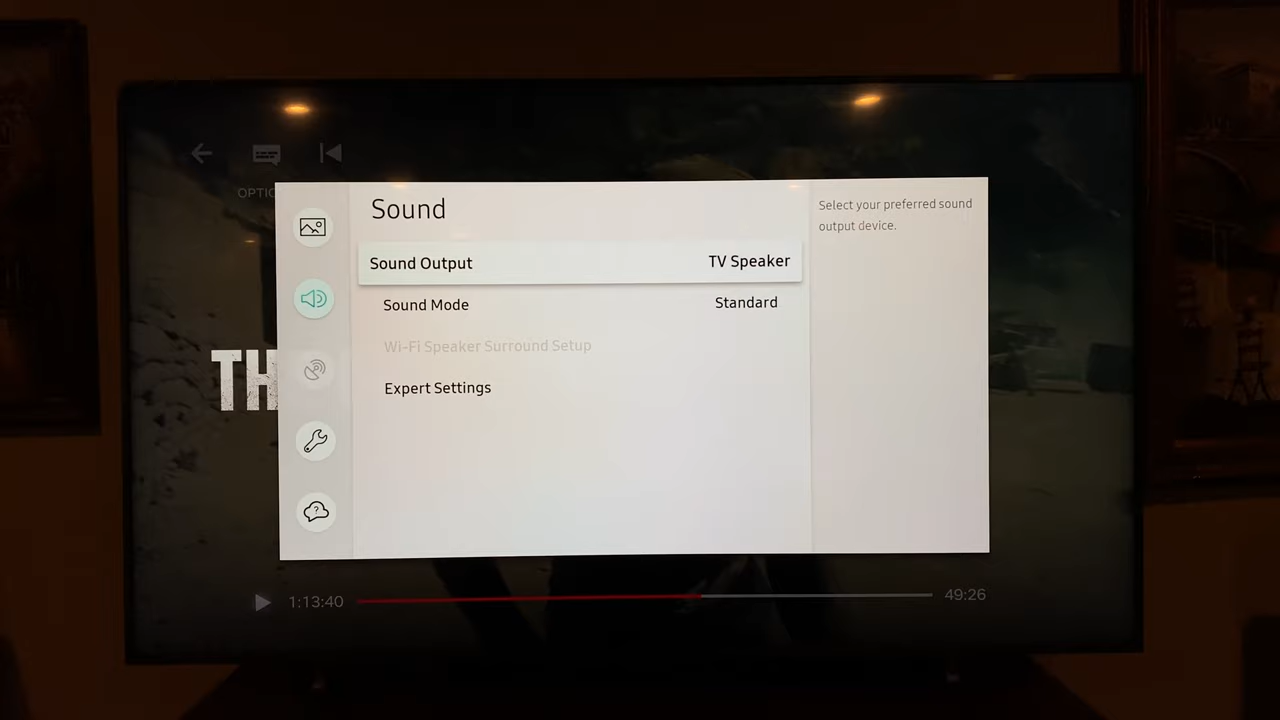 OPTIO
Sound
Sound Output TV Speaker
Sound Mode Standard
Wi-Fi Speaker Surround Setup
Expert Settings
Select your preferred sound
output device.
?
TH
1:13:40 49:26